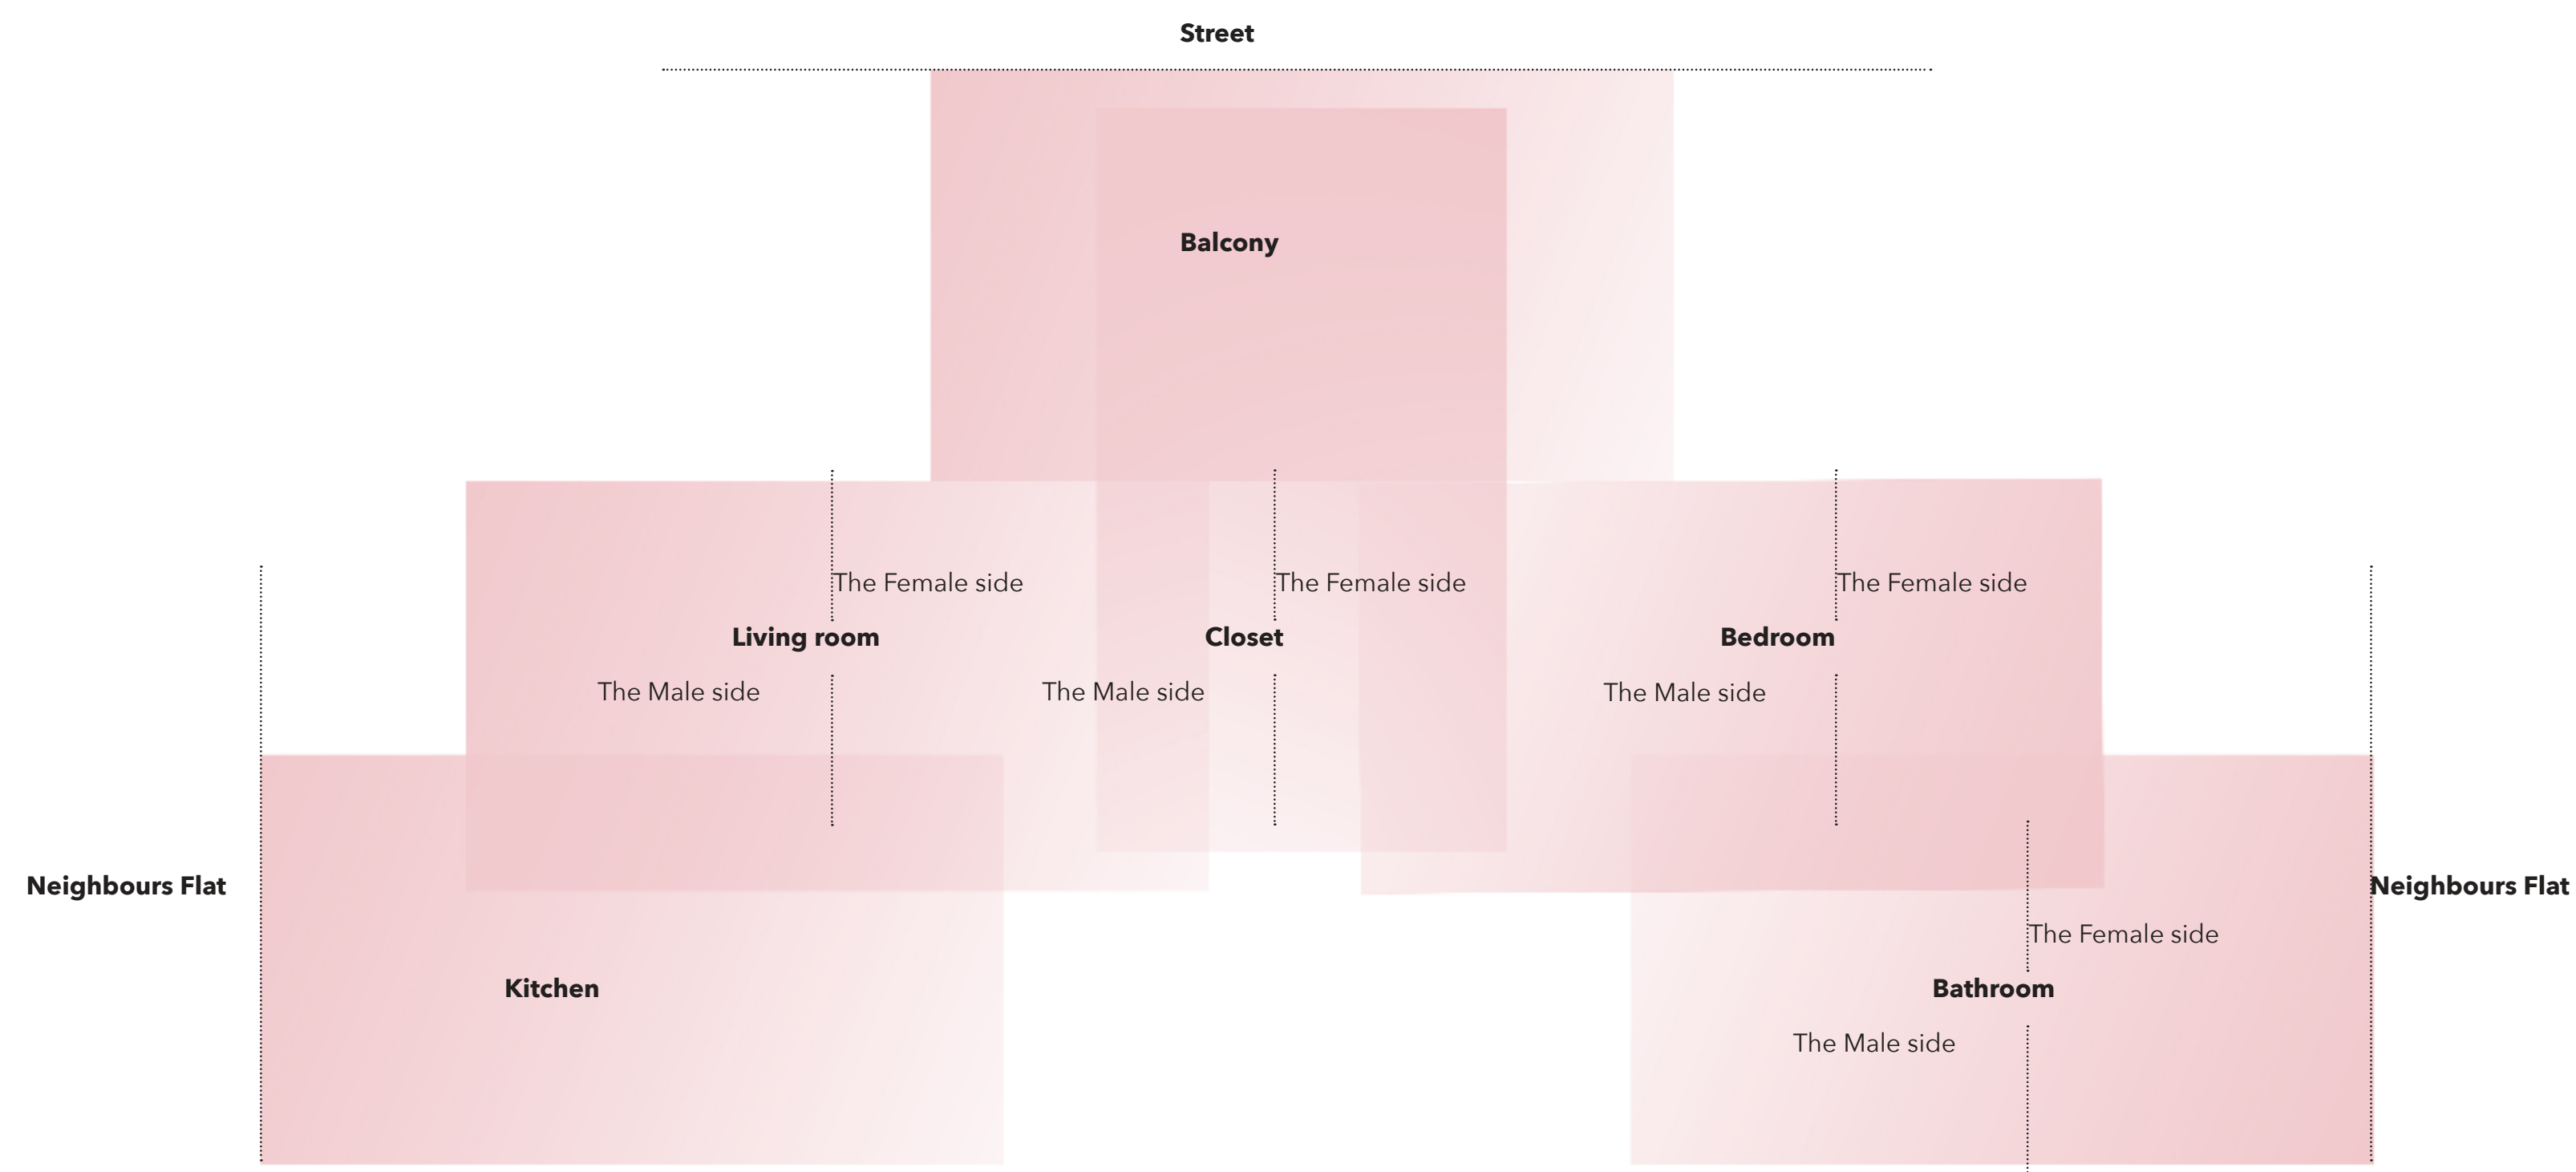 Street
Balcony
The Female side
The Female side
The Female side
Living room
Closet
Bedroom
The Male side
The Male side
The Male side
Neighbours Flat
Neighbours Flat
The Female side
Kitchen
Bathroom
The Male side